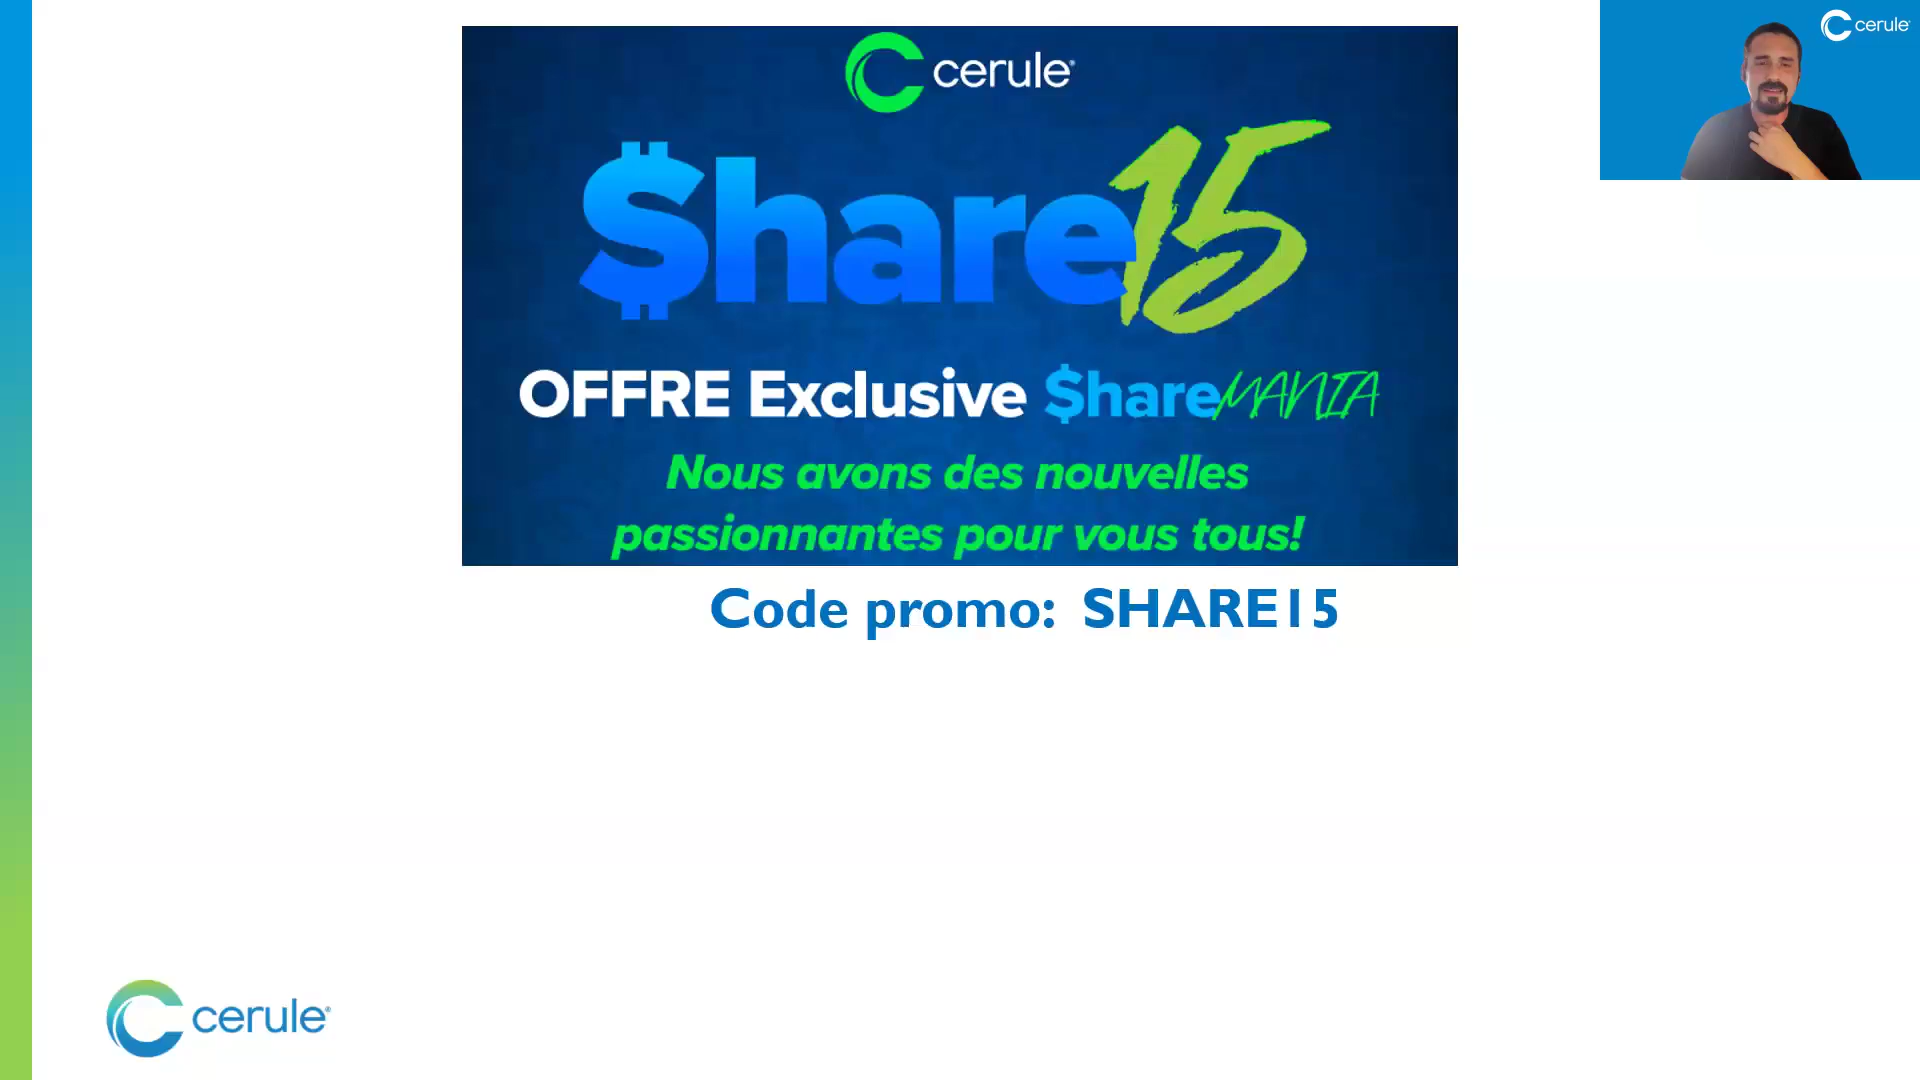 cerule®
cerule®
$hare15
OFFRE Exclusive $hareMANIA
Nous avons des nouvelles
passionnantes pour vous tous!
Code promo: SHARE15
cerule®